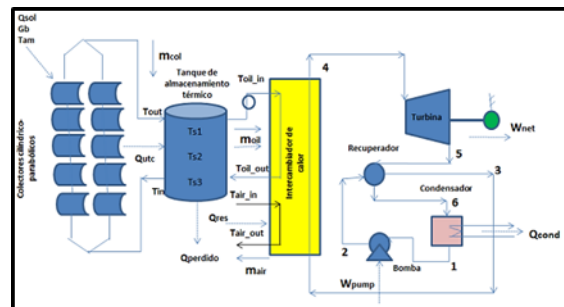 Qsol
Gb
Tam
Colectores cilindrico-
parabólicos
mcol
Tout
Qutc
Tin
Tanque de
almacenamiento
térmico
Ts1
Ts2
Ts3
Qperdido
Toil_in
moil
Toil_out
Tair_in
Qres
Tair_out
mair
Intercambiador de
calor
4
Turbina
Wnet
5
Recuperador
3
Condensador
6
Qcond
2
Bomba
1
Wpump